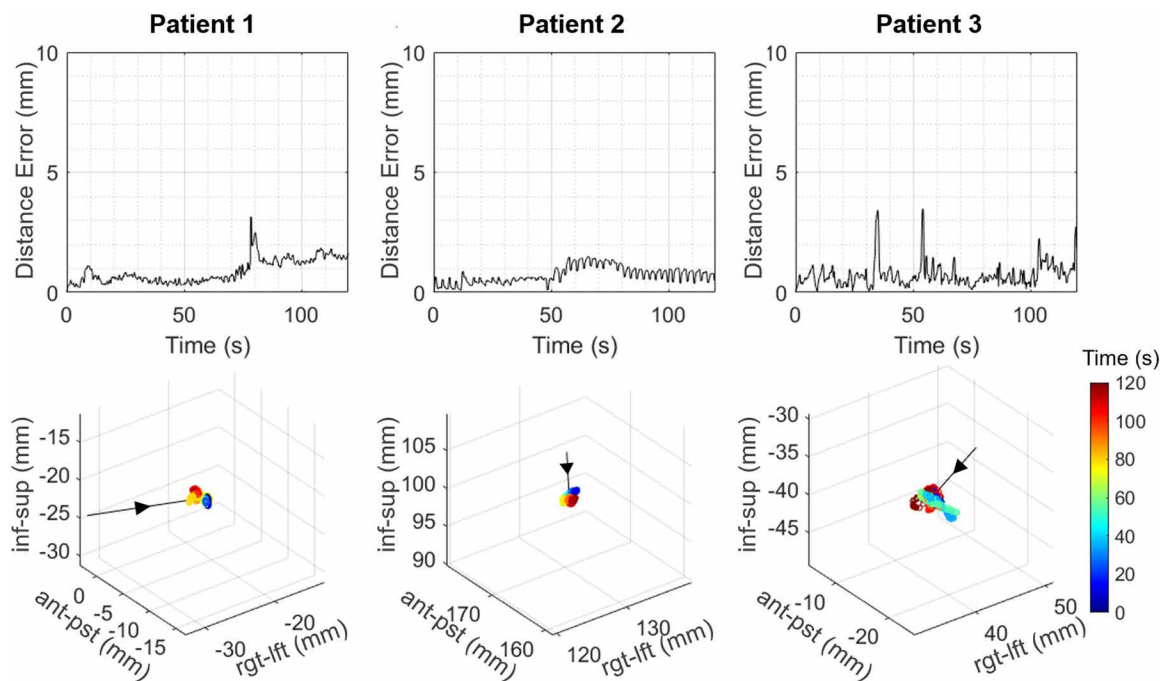 Patient 1
Patient 2
Patient 3
10
5
0
Distance Error (mm)
0
50
100
Time (s)
10
5
0
Distance Error (mm)
0
50
100
Time (s)
10
5
0
Distance Error (mm)
0
50
100
Time (s)
-15
-20
-25
-30
inf-sup (mm)
0
-5
-10
-15
ant-pst (mm)
-30
-20
rgt-lft (mm)
105
100
95
90
inf-sup (mm)
-170
-160
ant-pst (mm)
120
130
rgt-lft (mm)
-30
-35
-40
-45
inf-sup (mm)
-10
-20
ant-pst (mm)
40
50
rgt-lft (mm)
Time (s)
120
100
80
60
40
20
0